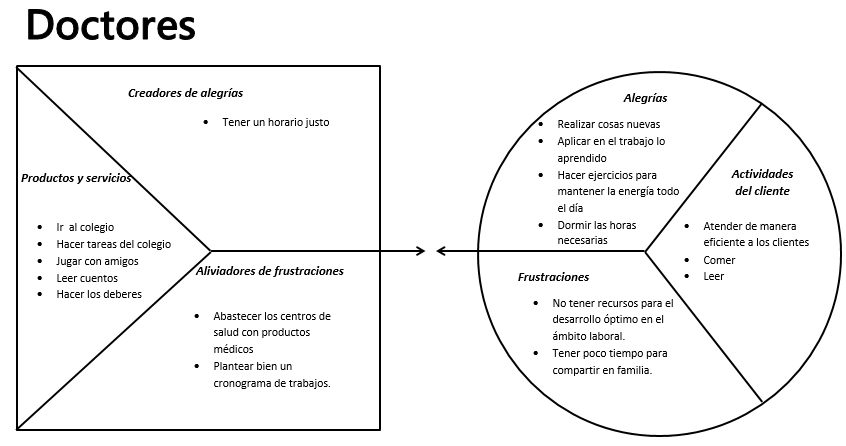 Doctores
Creadores de alegrías
• Tener un horario justo
Productos y servicios
• Ir al colegio
• Hacer tareas del colegio
• Jugar con amigos
• Leer cuentos
• Hacer los deberes
Aliviadores de frustraciones
• Abastecer los centros de
salud con productos
médicos
• Plantear bien un
cronograma de trabajos.
Alegrías
• Realizar cosas nuevas
• Aplicar en el trabajo lo
aprendido
• Hacer ejercicios para
mantener la energía todo
el día
• Dormir las horas
necesarias
Actividades
del cliente
• Atender de manera
eficiente a los clientes
• Comer
• Leer
Frustraciones
• No tener recursos para el
desarrollo óptimo en el
ámbito laboral.
• Tener poco tiempo para
compartir en familia.